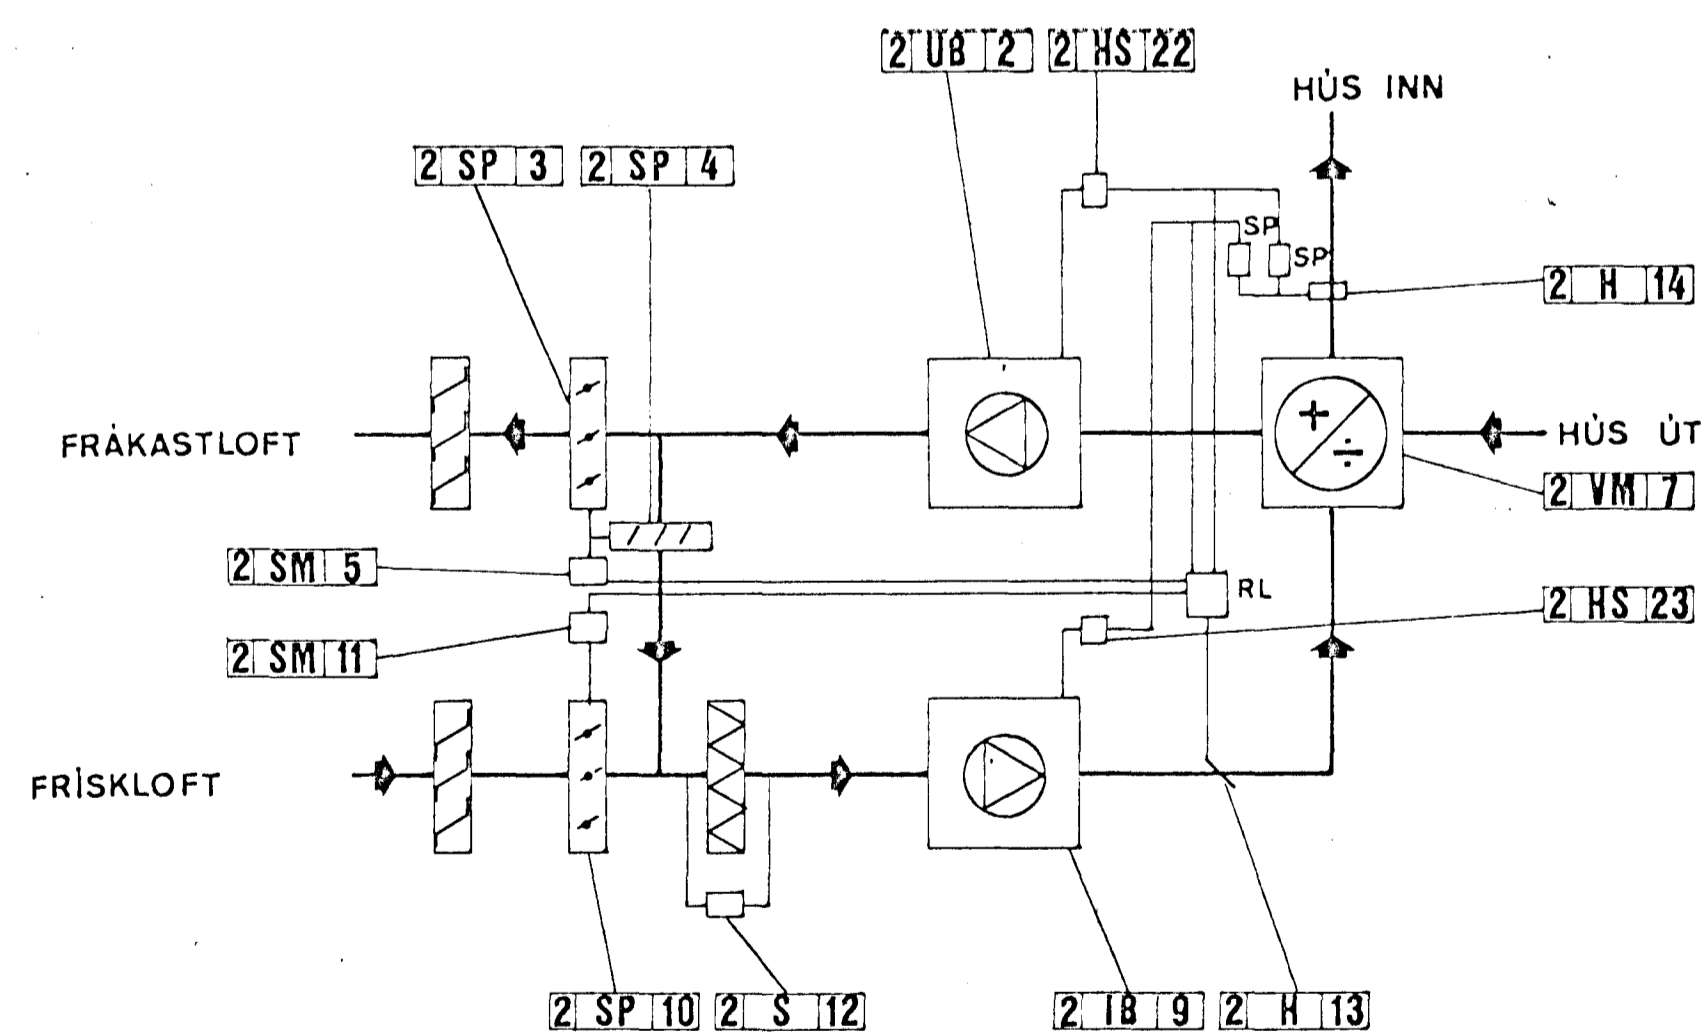 2 UB 2
2 HS 22
HÚS INN
2 SP 3
2 SP 4
SP
SP
2 H 14
FRÁKASTLOFT
HÚS ÚT
2 VM 7
2 SM 5
RL
2 HS 23
2 SM 11
FRÍSKLOFT
2 SP 10
2 S 12
2 IB 9
2 H 13